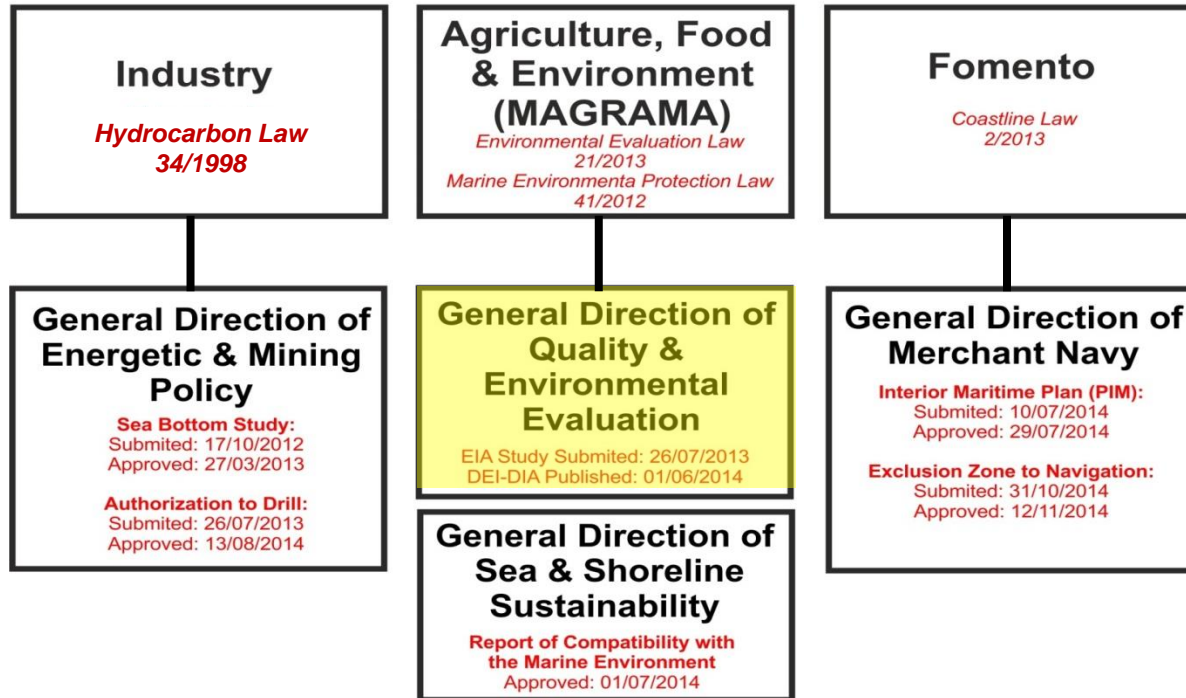 Industry
Hydrocarbon Law
34/1998
Agriculture, Food
& Environment
(MAGRAMA)
Environmental Evaluation Law
21/2013
Marine Environmenta Protection Law
41/2012
Fomento
Coastline Law
2/2013
General Direction of
Energetic & Mining
Policy
Sea Bottom Study:
Submited: 17/10/2012
Approved: 27/03/2013
Authorization to Drill:
Submited: 26/07/2013
Approved: 13/08/2014
General Direction of
Quality &
Environmental
Evaluation
EIA Study Submited: 26/07/2013
DEI-DIA Published: 01/06/2014
General Direction of
Sea & Shoreline
Sustainability
Report of Compatibility with
the Marine Environment
Approved: 01/07/2014
General Direction of
Merchant Navy
Interior Maritime Plan (PIM):
Submited: 10/07/2014
Approved: 29/07/2014
Exclusion Zone to Navigation:
Submited: 31/10/2014
Approved: 12/11/2014